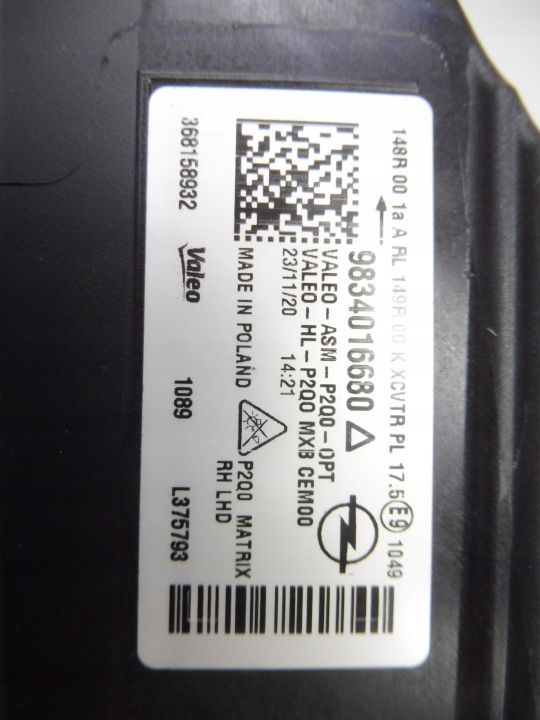 148R 00 1a A RL 149R 00 K XCVTR PL 17.5 E9 1049
9834016680
VALEO-ASM-P2Q0-OPT
VALEO-HL-P2Q0 MXB CEM00
23/11/20 14:21
MADE IN POLAND P2Q0 MATRIX
RH LHD
368158932 Valeo 1089 L375793